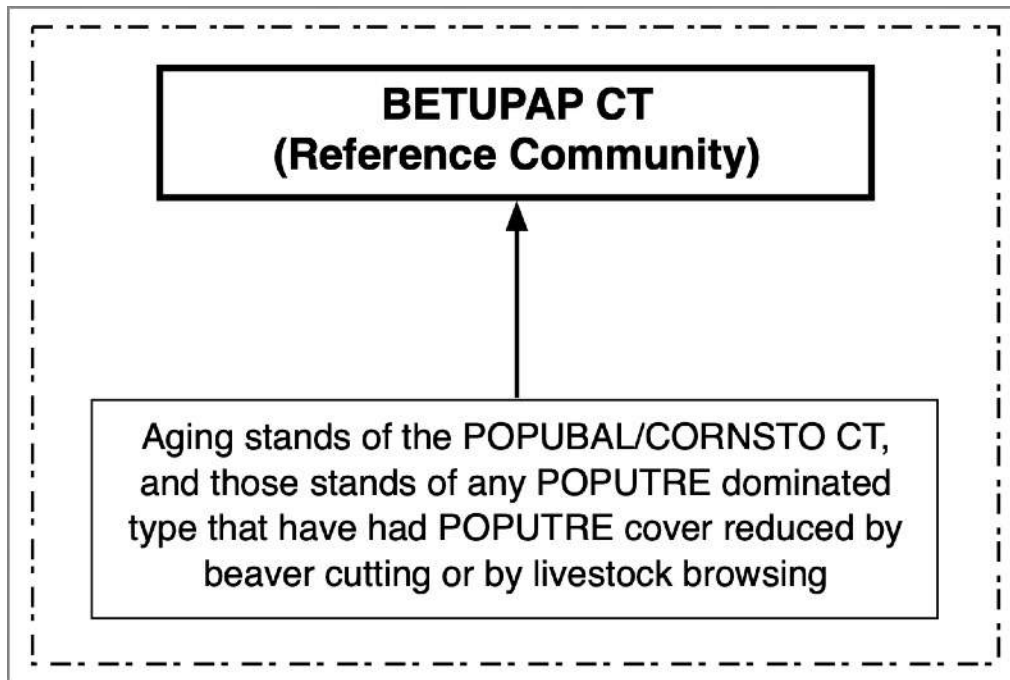 BETUPAP CT
(Reference Community)
Aging stands of the POPUBAL/CORNSTO CT,
and those stands of any POPUTRE dominated
type that have had POPUTRE cover reduced by
beaver cutting or by livestock browsing